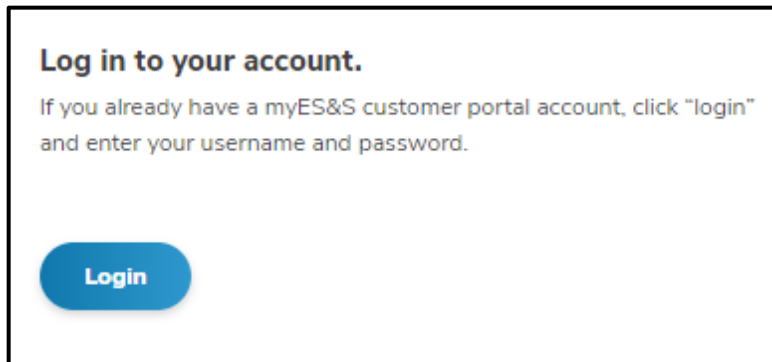 Log in to your account.
If you already have a myES&S customer portal account, click “login”
and enter your username and password.
Login